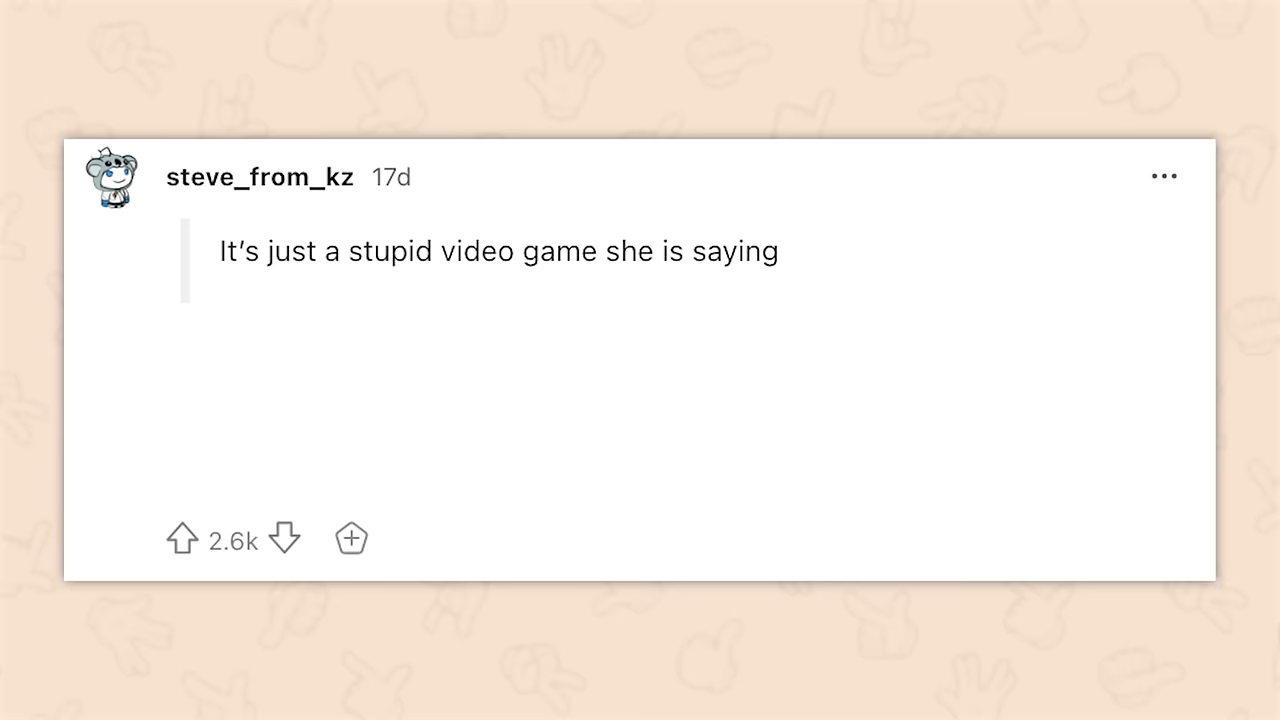 steve_from_kz 17d
It’s just a stupid video game she is saying
2.6k